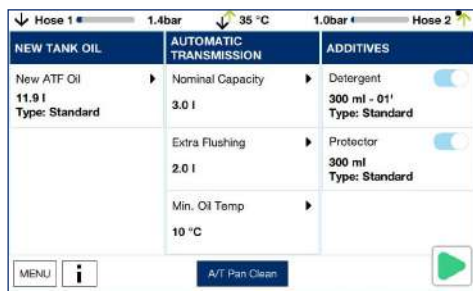 Hose 1 1.4bar 35 °C 1.0bar Hose 2
NEW TANK OIL
New ATF Oil
11.9 l
Type: Standard
AUTOMATIC
TRANSMISSION
Nominal Capacity
3.0 l
Extra Flushing
2.0 l
Min. Oil Temp
10 °C
ADDITIVES
Detergent
300 ml - 01'
Type: Standard
Protector
300 ml
Type: Standard
MENU i A/T Pan Clean